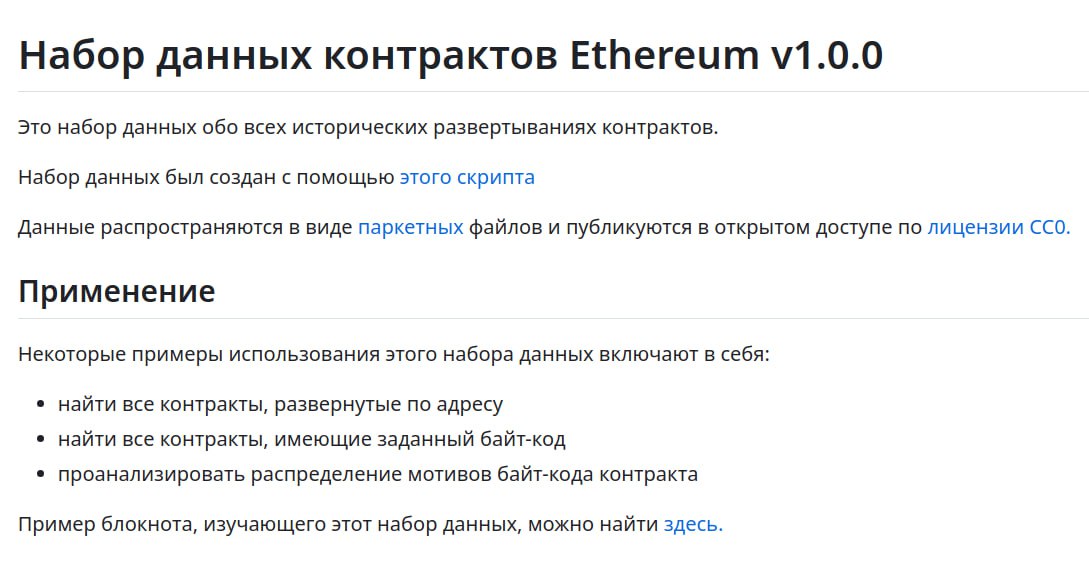 Набор данных контрактов Ethereum v1.0.0
Это набор данных обо всех исторических развертываниях контрактов.
Набор данных был создан с помощью этого скрипта
Данные распространяются в виде паркетных файлов и публикуются в открытом доступе по лицензии CC0.
Применение
Некоторые примеры использования этого набора данных включают в себя:
• найти все контракты, развернутые по адресу
• найти все контракты, имеющие заданный байт-код
• проанализировать распределение мотивов байт-кода контракта
Пример блокнота, изучающего этот набор данных, можно найти здесь.